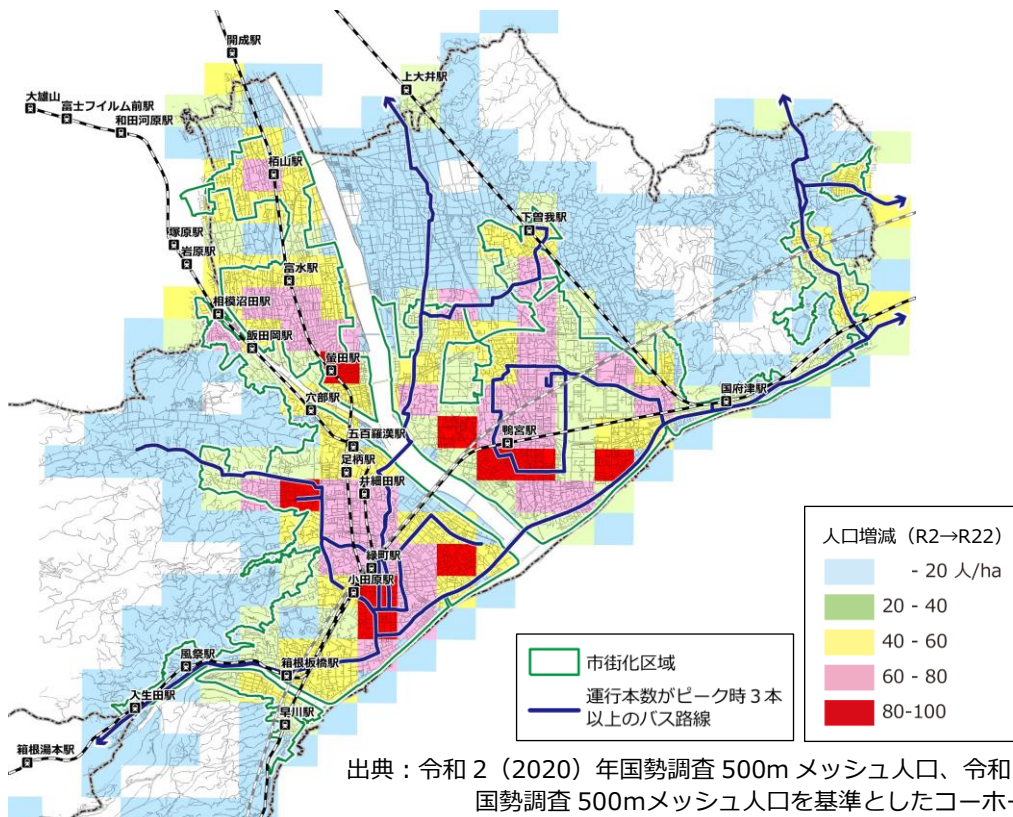 開成駅
上大井駅
大雄山
富士フイルム前駅
和田河原駅
栢山駅
塚原駅
岩原駅
下曽我駅
富水駅
相模沼田駅
飯田岡駅
螢田駅
穴部駅
国府津駅
五百羅漢駅
鴨宮駅
足柄駅
井細田駅
緑町駅
小田原駅
風祭駅
箱根板橋駅
入生田駅
早川駅
箱根湯本駅
人口増減（R2→R22）
- 20 人/ha
20 - 40
40 - 60
60 - 80
80-100
市街化区域
運行本数がピーク時３本
以上のバス路線
出典：令和 2（2020）年国勢調査 500m メッシュ人口、令和
国勢調査 500mメッシュ人口を基準としたコーホー